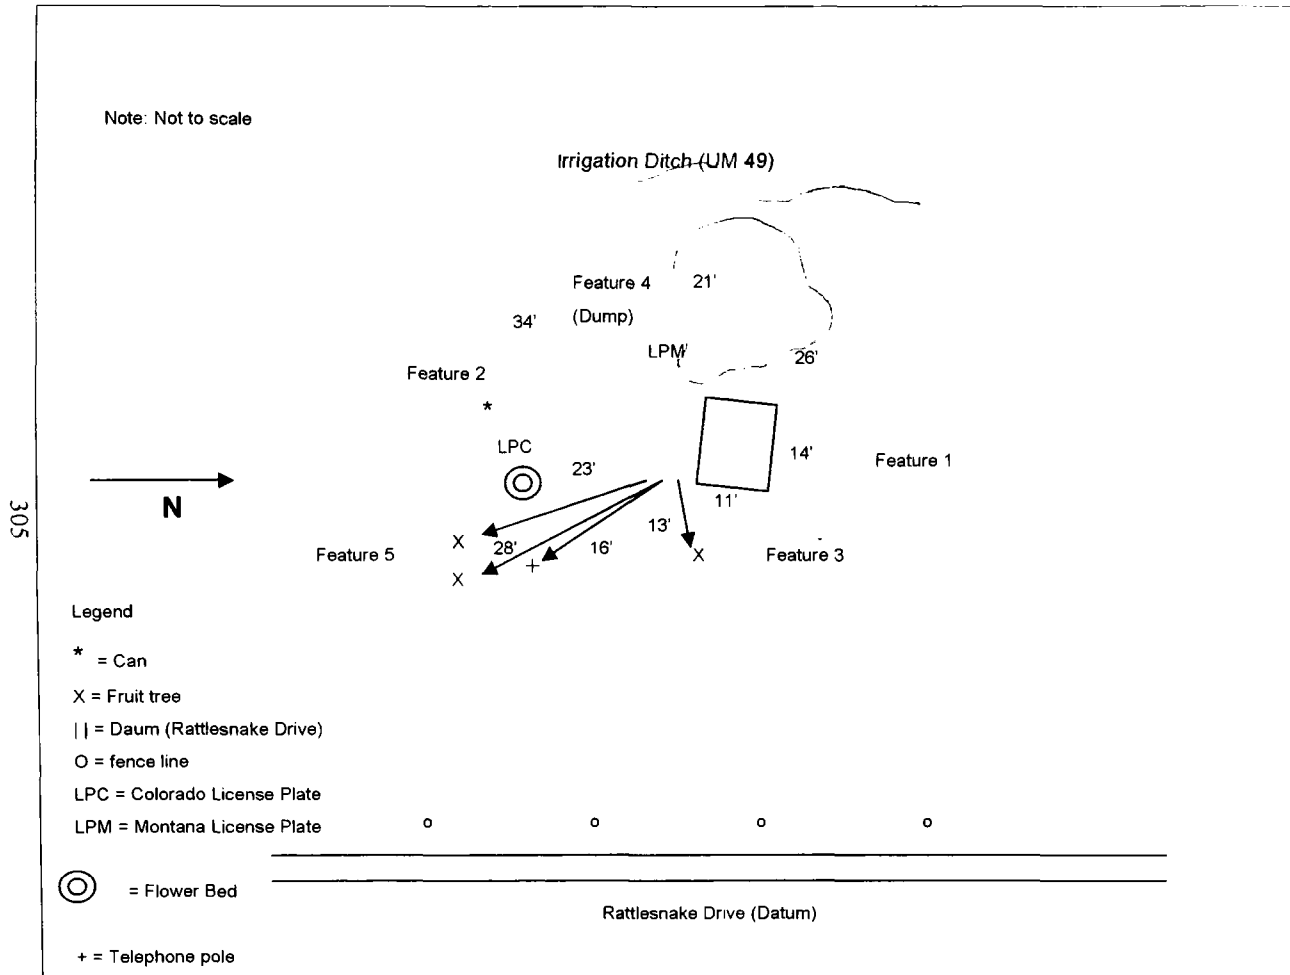 Note: Not to scale
Irrigation Ditch (UM 49)
Feature 4
21'
(Dump)
34'
LPM'
26'
Feature 2
*
LPC
14'
Feature 1
23'
N
11'
305
13'
Feature 5
X
28'
16'
+
X
Feature 3
X
Legend
* = Can
X = Fruit tree
| | = Daum (Rattlesnake Drive)
O = fence line
LPC = Colorado License Plate
LPM = Montana License Plate
o o o o
= Flower Bed
Rattlesnake Drive (Datum)
+ = Telephone pole